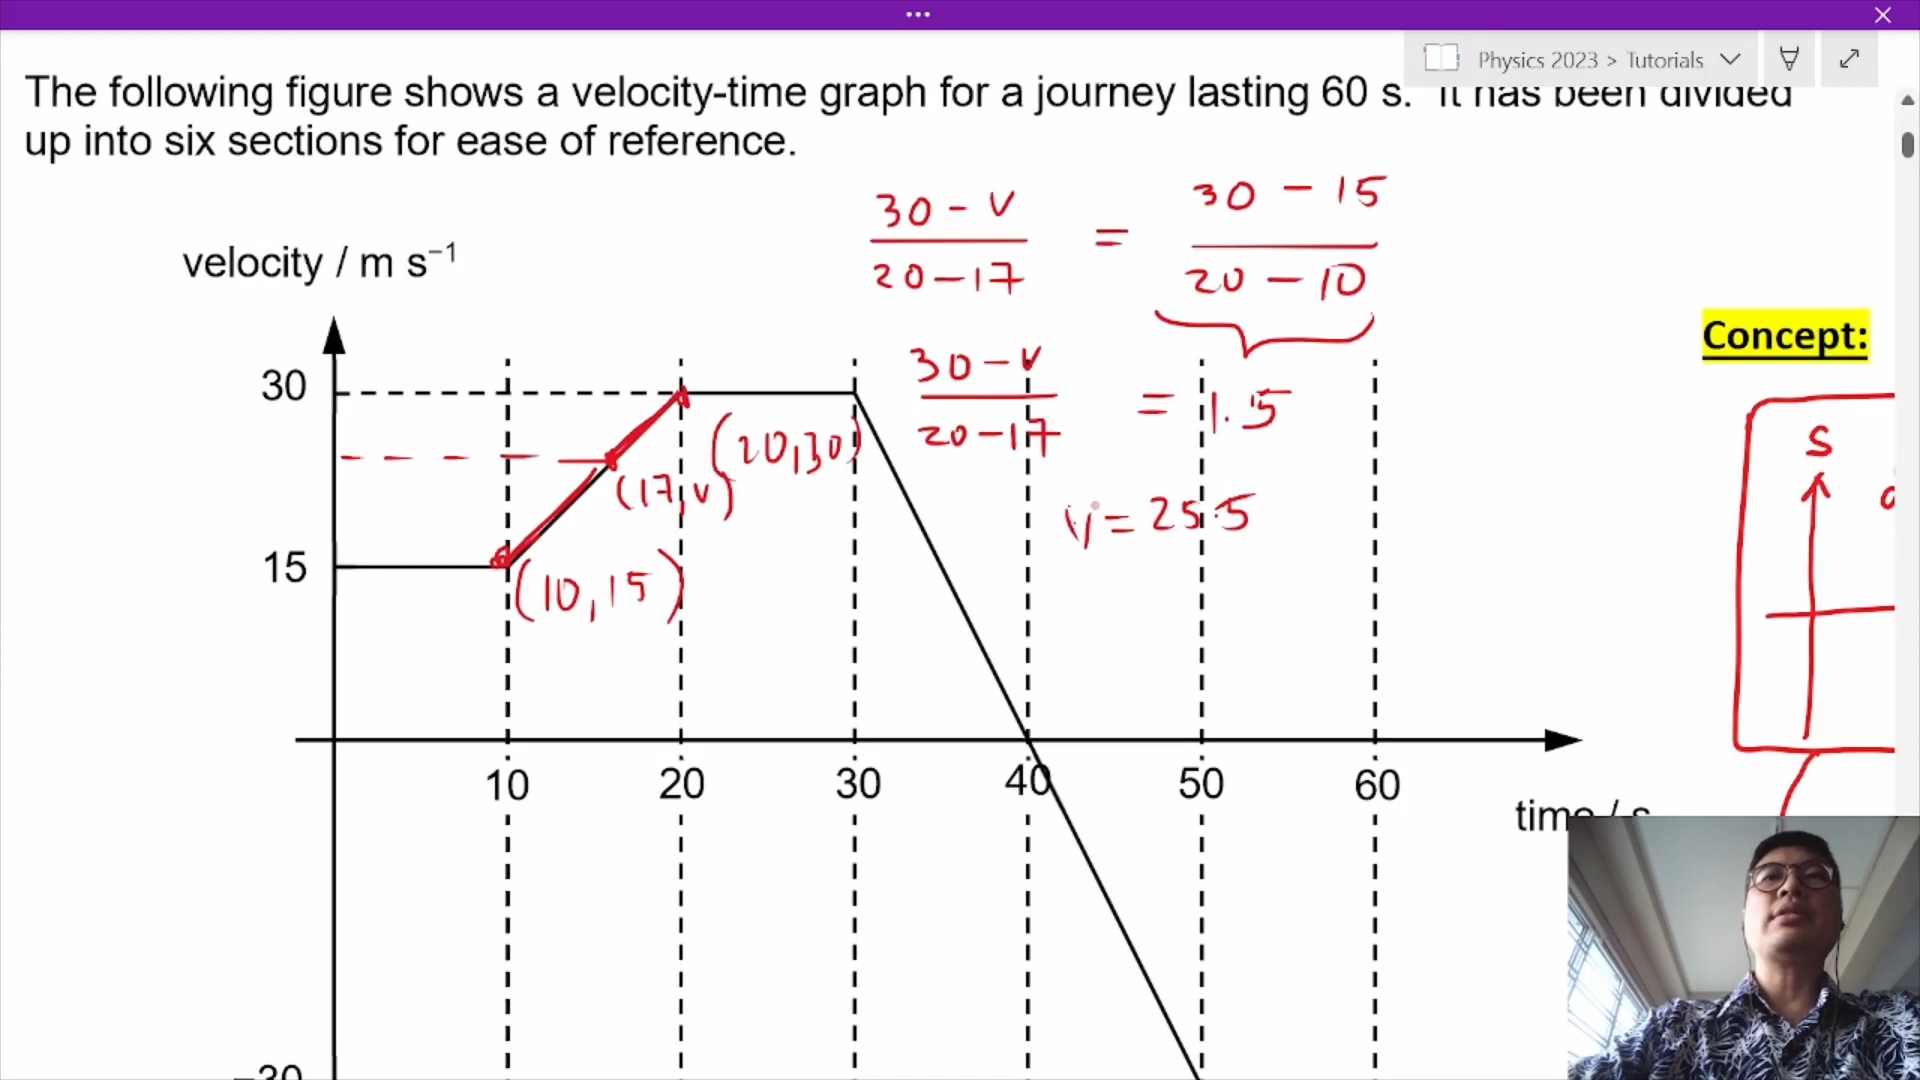 Physics 2023 > Tutorials
The following figure shows a velocity-time graph for a journey lasting 60 s. It has been divided
up into six sections for ease of reference.
30 - v
20 - 17
=
30 - 15
20 - 10
velocity / m s⁻¹
Concept:
30 - v
20 - 17
= 1.5
30
(20,30)
(17,v)
v = 25.5
15
(10,15)
S
10 20 30 40 50 60
time / s
-30